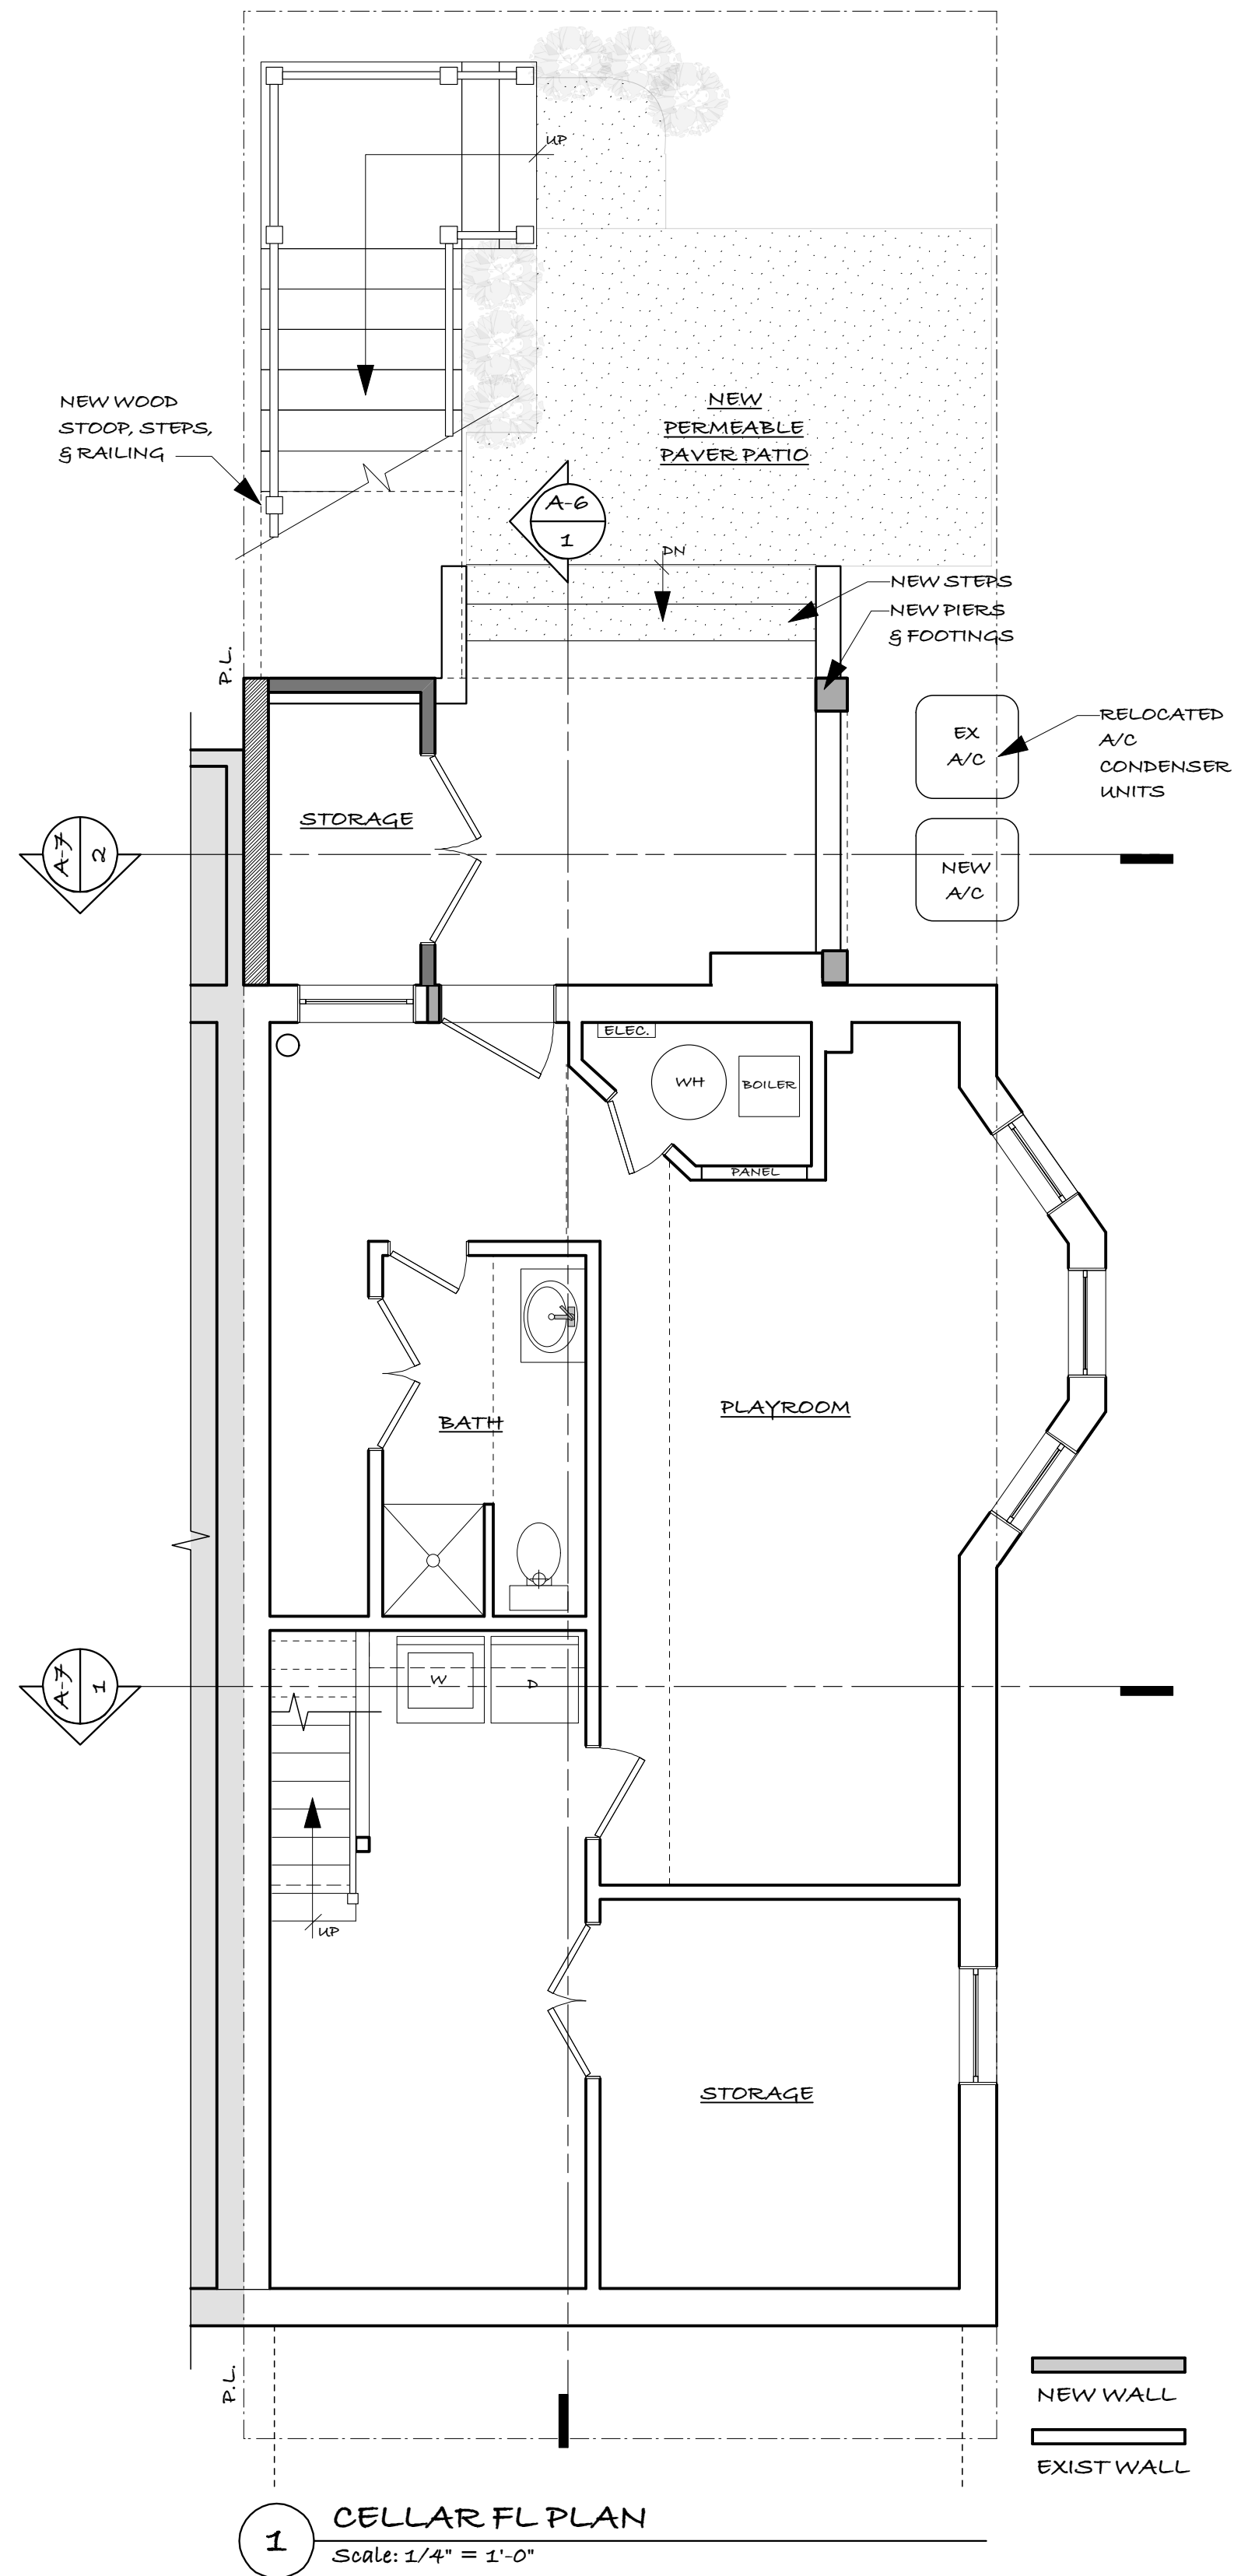 UP
NEW WOOD
STOOP, STEPS,
& RAILING
NEW
PERMEABLE
PAVER PATIO
A-6
1
DN
NEW STEPS
NEW PIERS
& FOOTINGS
P.L.
EX
A/C
RELOCATED
A/C
CONDENSER
UNITS
STORAGE
A-7
2
NEW
A/C
ELEC.
WH
BOILER
PANEL
PLAYROOM
BATH
A-7
1
W
D
UP
STORAGE
P.L.
NEW WALL
EXIST WALL
1
CELLAR FL PLAN
Scale: 1/4" = 1'-0"